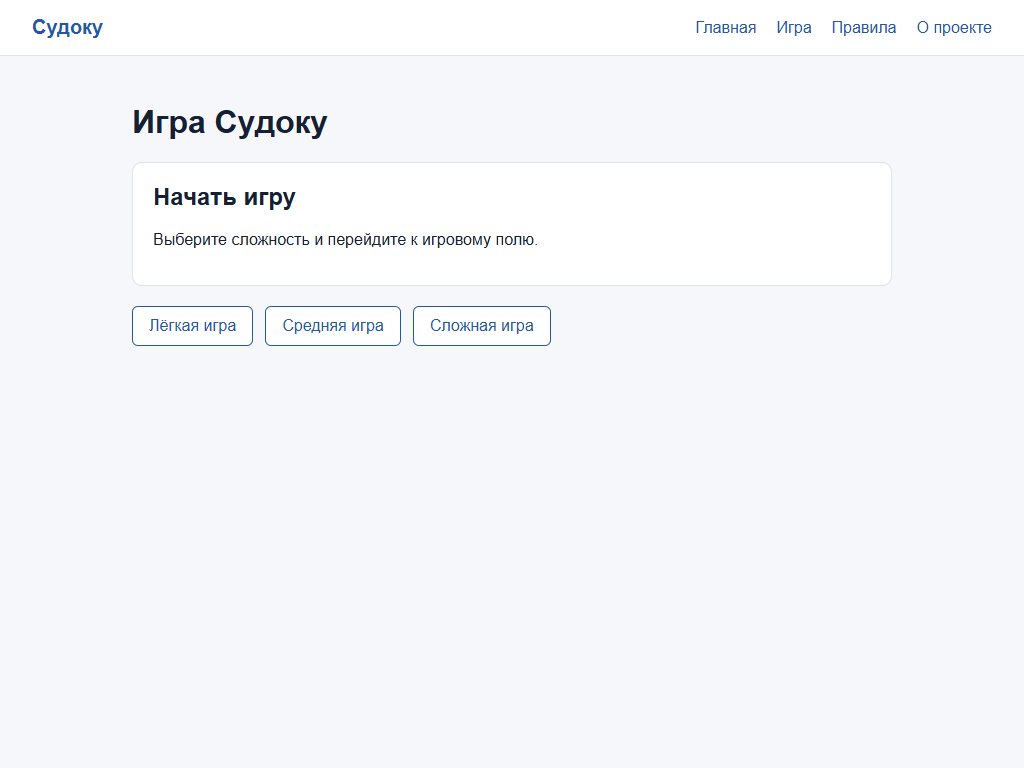 Судоку
Главная Игра Правила О проекте
Игра Судоку
Начать игру
Выберите сложность и перейдите к игровому полю.
Лёгкая игра Средняя игра Сложная игра